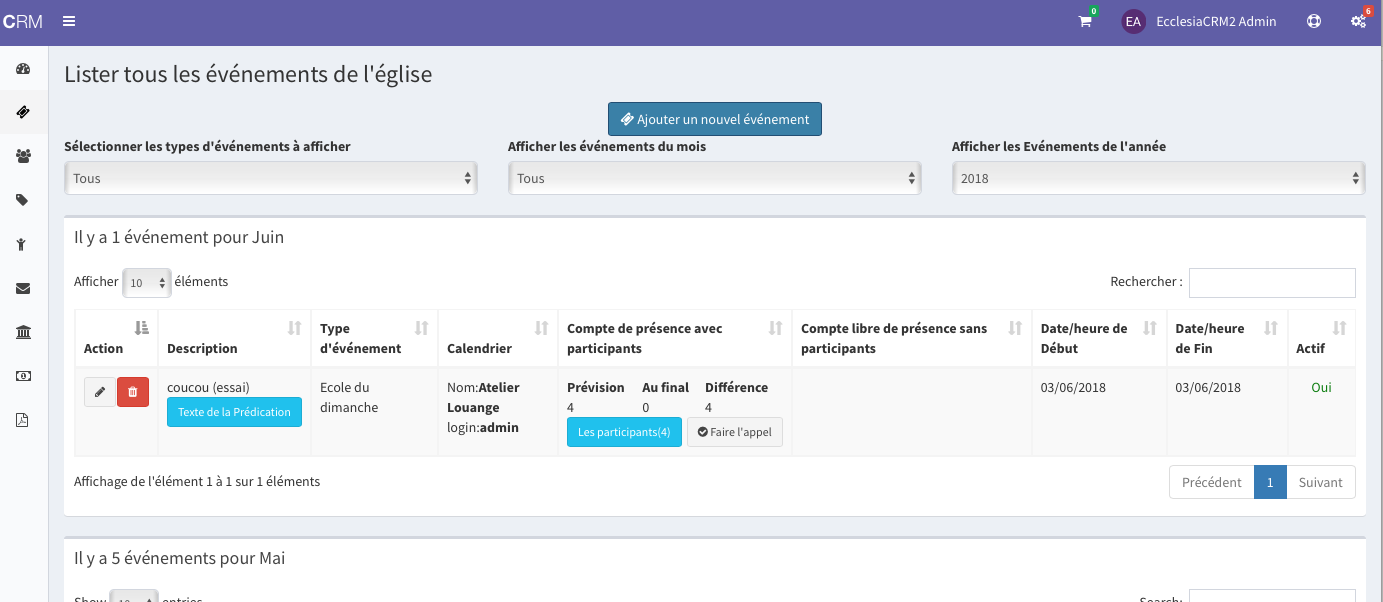 CRM
0
EA EcclesiaCRM2 Admin
6
Lister tous les événements de l'église
Ajouter un nouvel événement
Sélectionner les types d'événements à afficher
Afficher les événements du mois
Afficher les Evénements de l'année
Tous
Tous
2018
Il y a 1 événement pour Juin
Afficher 10 éléments
Rechercher :
Action
Description
Type d'événement
Calendrier
Compte de présence avec participants
Compte libre de présence sans participants
Date/heure de Début
Date/heure de Fin
Actif
coucou (essai)
Texte de la Prédication
Ecole du dimanche
Nom:Atelier Louange
login:admin
Prévision Au final Différence
4 0 4
Les participants(4) Faire l'appel
03/06/2018
03/06/2018
Oui
Affichage de l'élément 1 à 1 sur 1 éléments
Précédent 1 Suivant
Il y a 5 événements pour Mai
Show 10 entries
Search: